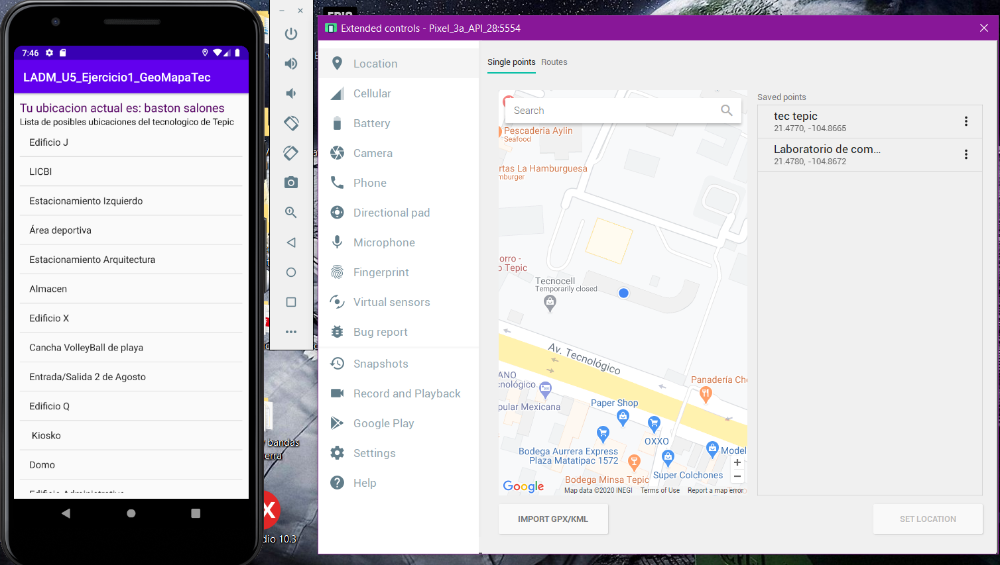 7:46
LADM_U5_Ejercicio1_GeoMapaTec
Tu ubicacion actual es: baston salones
Lista de posibles ubicaciones del tecnologico de Tepic
Edificio J
LICBI
Estacionamiento Izquierdo
Área deportiva
Estacionamiento Arquitectura
Almacen
Edificio X
Cancha VolleyBall de playa
Entrada/Salida 2 de Agosto
Edificio Q
Kiosko
Domo
Edificio Administrativo
bandas
erra
dio 10.3
Extended controls - Pixel_3a_API_28:5554
Location
Cellular
Battery
Camera
Phone
Directional pad
Microphone
Fingerprint
Virtual sensors
Bug report
Snapshots
Record and Playback
Google Play
Settings
Help
Single points
Routes
Search
Pescaderia Aylin
Seafood
rtas La Hamburguesa
mburger
orro -
o Tepic
Tecnocell
Temporarily closed
Av. Tecnológico
ANO
cnológico
pular Mexicana
Panadería Che
Paper Shop
OXXO
Bodega Aurrera Express
Plaza Matatipac 1572
Model
Super Colchones
Bodega Minsa Tepic
Google
Map data ©2020 INEGI
Terms of Use
Report a map error
Saved points
tec tepic
21.4770, -104.8665
Laboratorio de com...
21.4780, -104.8672
IMPORT GPX/KML
SET LOCATION